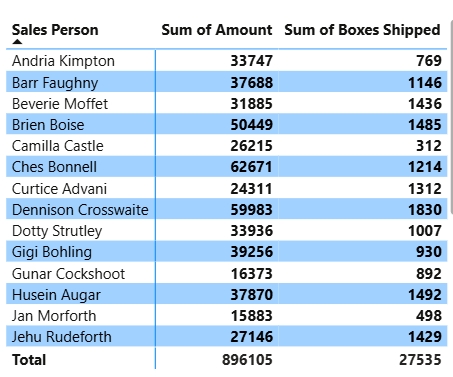 Sales Person Sum of Amount Sum of Boxes Shipped
Andria Kimpton 33747 769
Barr Faughny 37688 1146
Beverie Moffet 31885 1436
Brien Boise 50449 1485
Camilla Castle 26215 312
Ches Bonnell 62671 1214
Curtice Advani 24311 1312
Dennison Crosswaite 59983 1830
Dotty Strutley 33936 1007
Gigi Bohling 39256 930
Gunar Cockshoot 16373 892
Husein Augar 37870 1492
Jan Morforth 15883 498
Jehu Rudeforth 27146 1429
Total 896105 27535